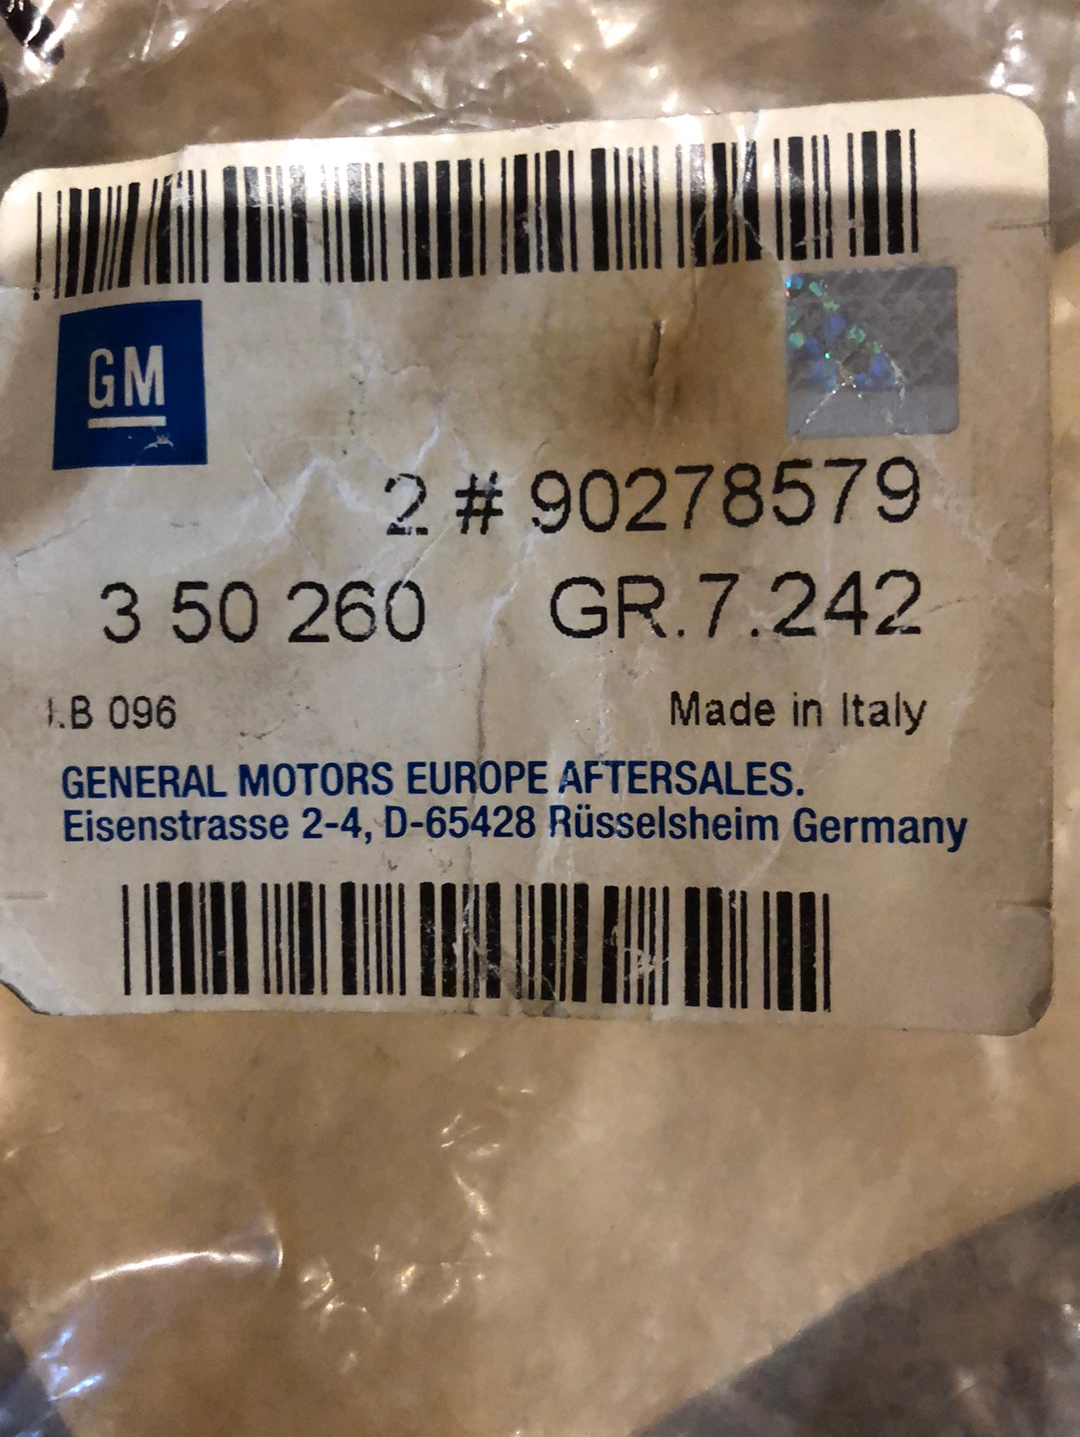 GM
2 # 90278579
3 50 260 GR.7.242
B 096 Made in Italy
GENERAL MOTORS EUROPE AFTERSALES.
Eisenstrasse 2-4, D-65428 Rüsselsheim Germany